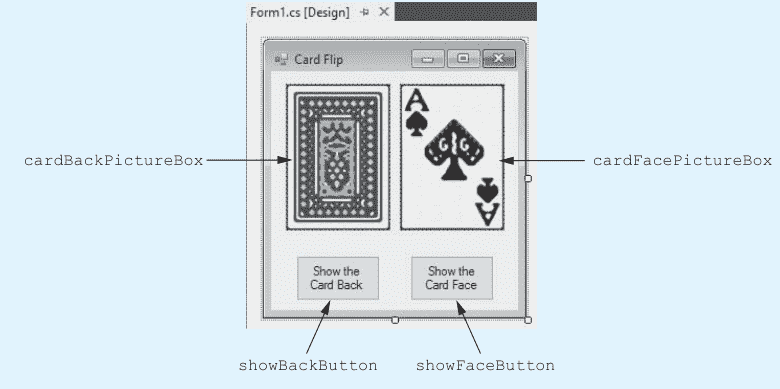 Form1.cs [Design]
Card Flip
A
cardBackPictureBox
cardFacePictureBox
A
Show the
Card Back
Show the
Card Face
showBackButton
showFaceButton